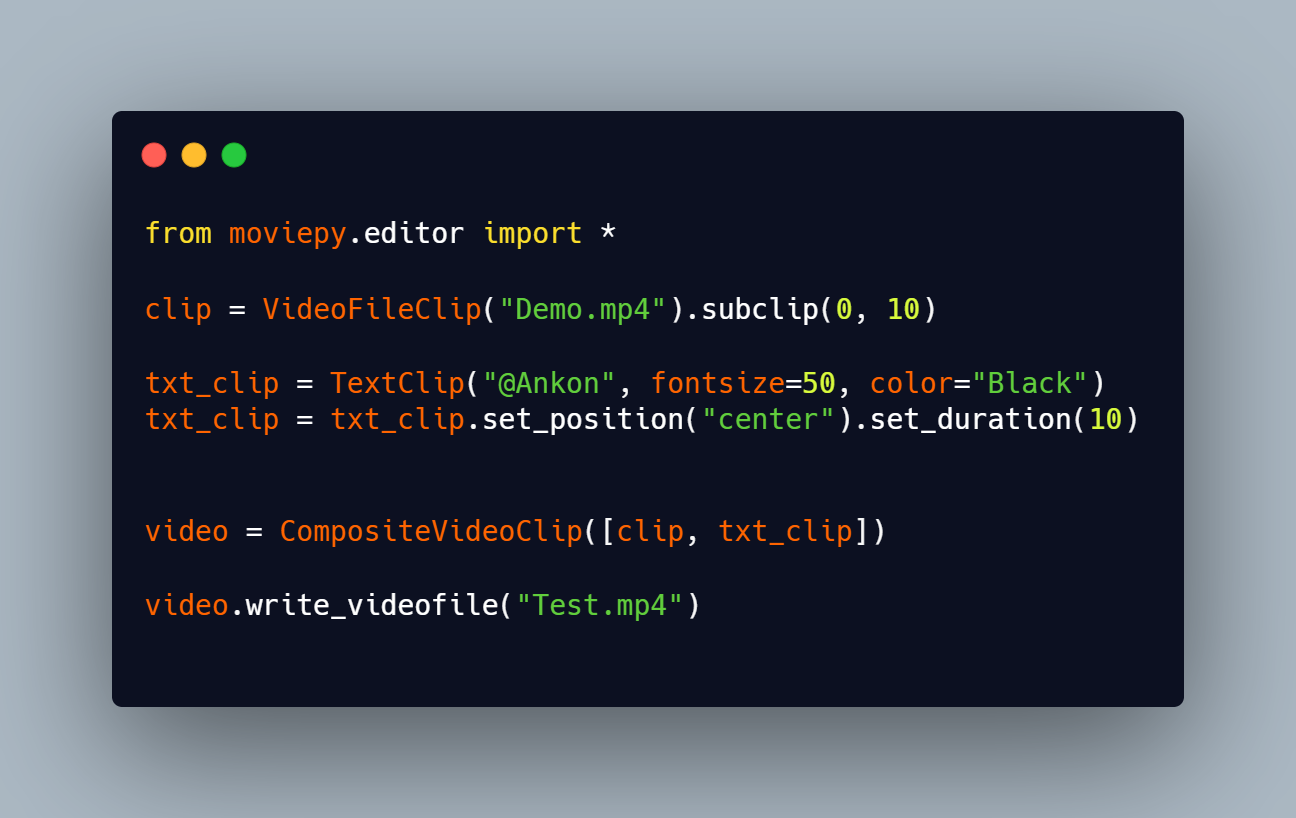 from moviepy.editor import *
clip = VideoFileClip("Demo.mp4").subclip(0, 10)
txt_clip = TextClip("@Ankon", fontsize=50, color="Black")
txt_clip = txt_clip.set_position("center").set_duration(10)
video = CompositeVideoClip([clip, txt_clip])
video.write_videofile("Test.mp4")